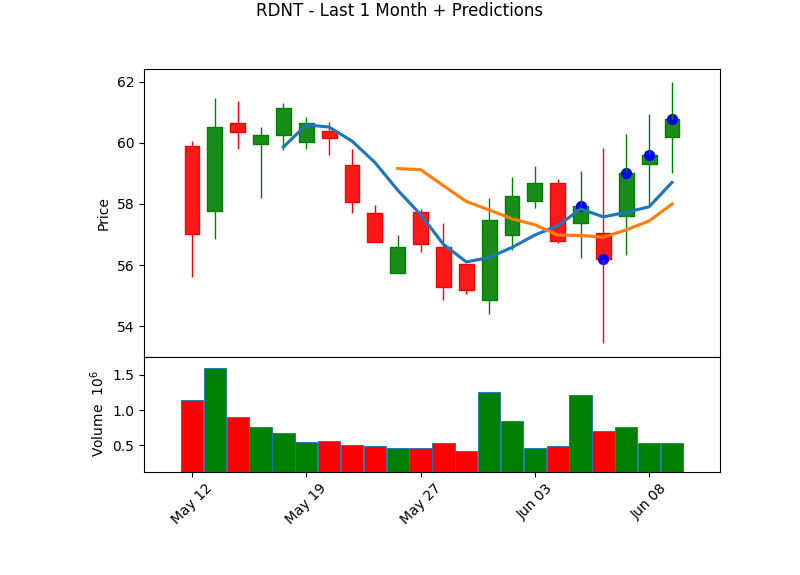 RDNT - Last 1 Month + Predictions
62
60
58
56
54
Price
1.5
1.0
0.5
Volume 10^6
May 12
May 19
May 27
Jun 03
Jun 08